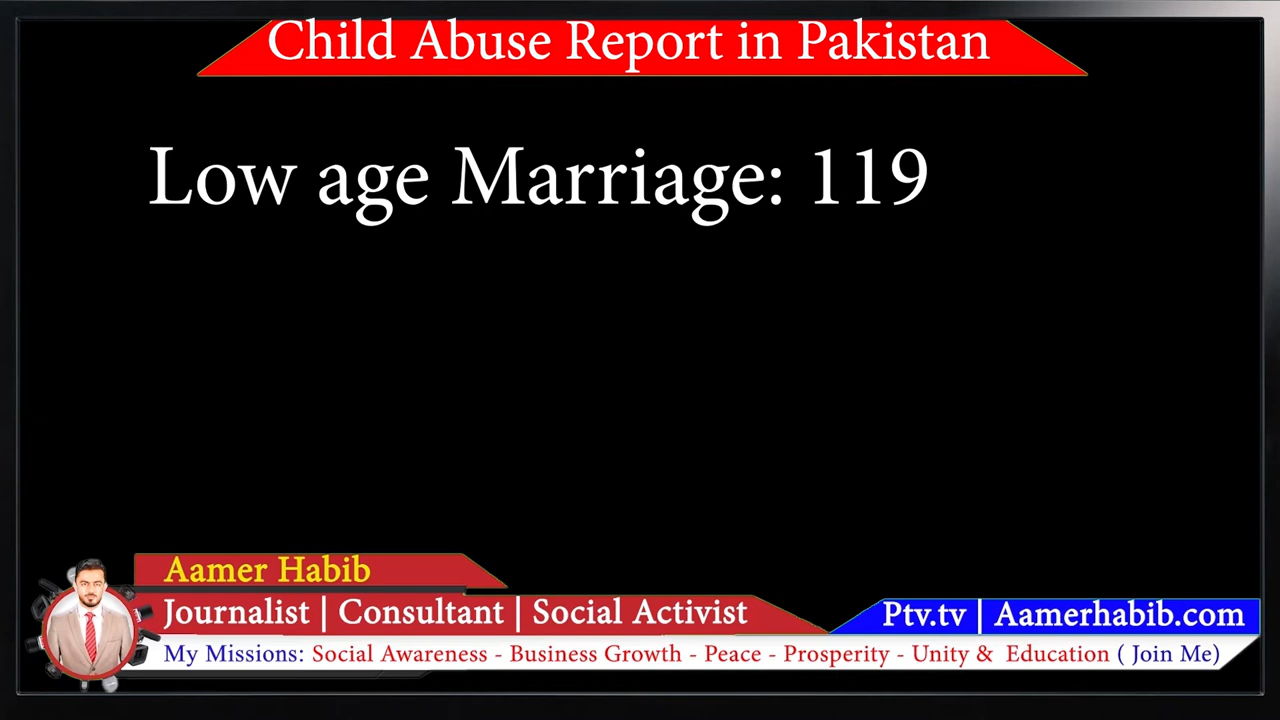 Child Abuse Report in Pakistan
Low age Marriage: 119
Aamer Habib
Journalist | Consultant | Social Activist
Ptv.tv | Aamerhabib.com
My Missions: Social Awareness - Business Growth - Peace - Prosperity - Unity & Education ( Join Me)